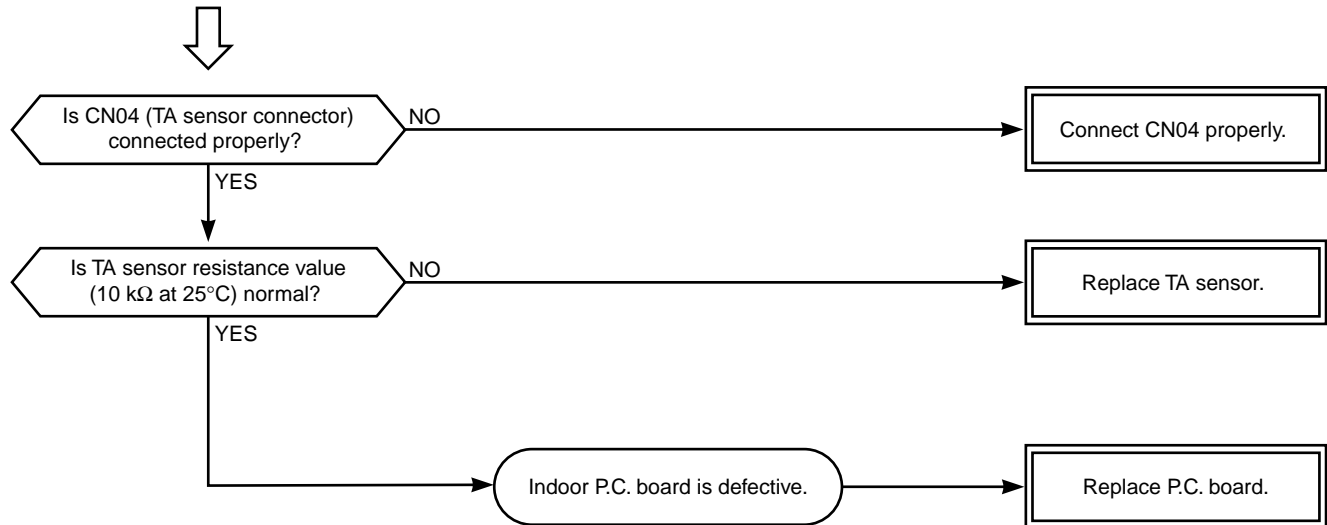 Is CN04 (TA sensor connector)
connected properly?
NO
Connect CN04 properly.
YES
Is TA sensor resistance value
(10 kΩ at 25°C) normal?
NO
Replace TA sensor.
YES
Indoor P.C. board is defective.
Replace P.C. board.